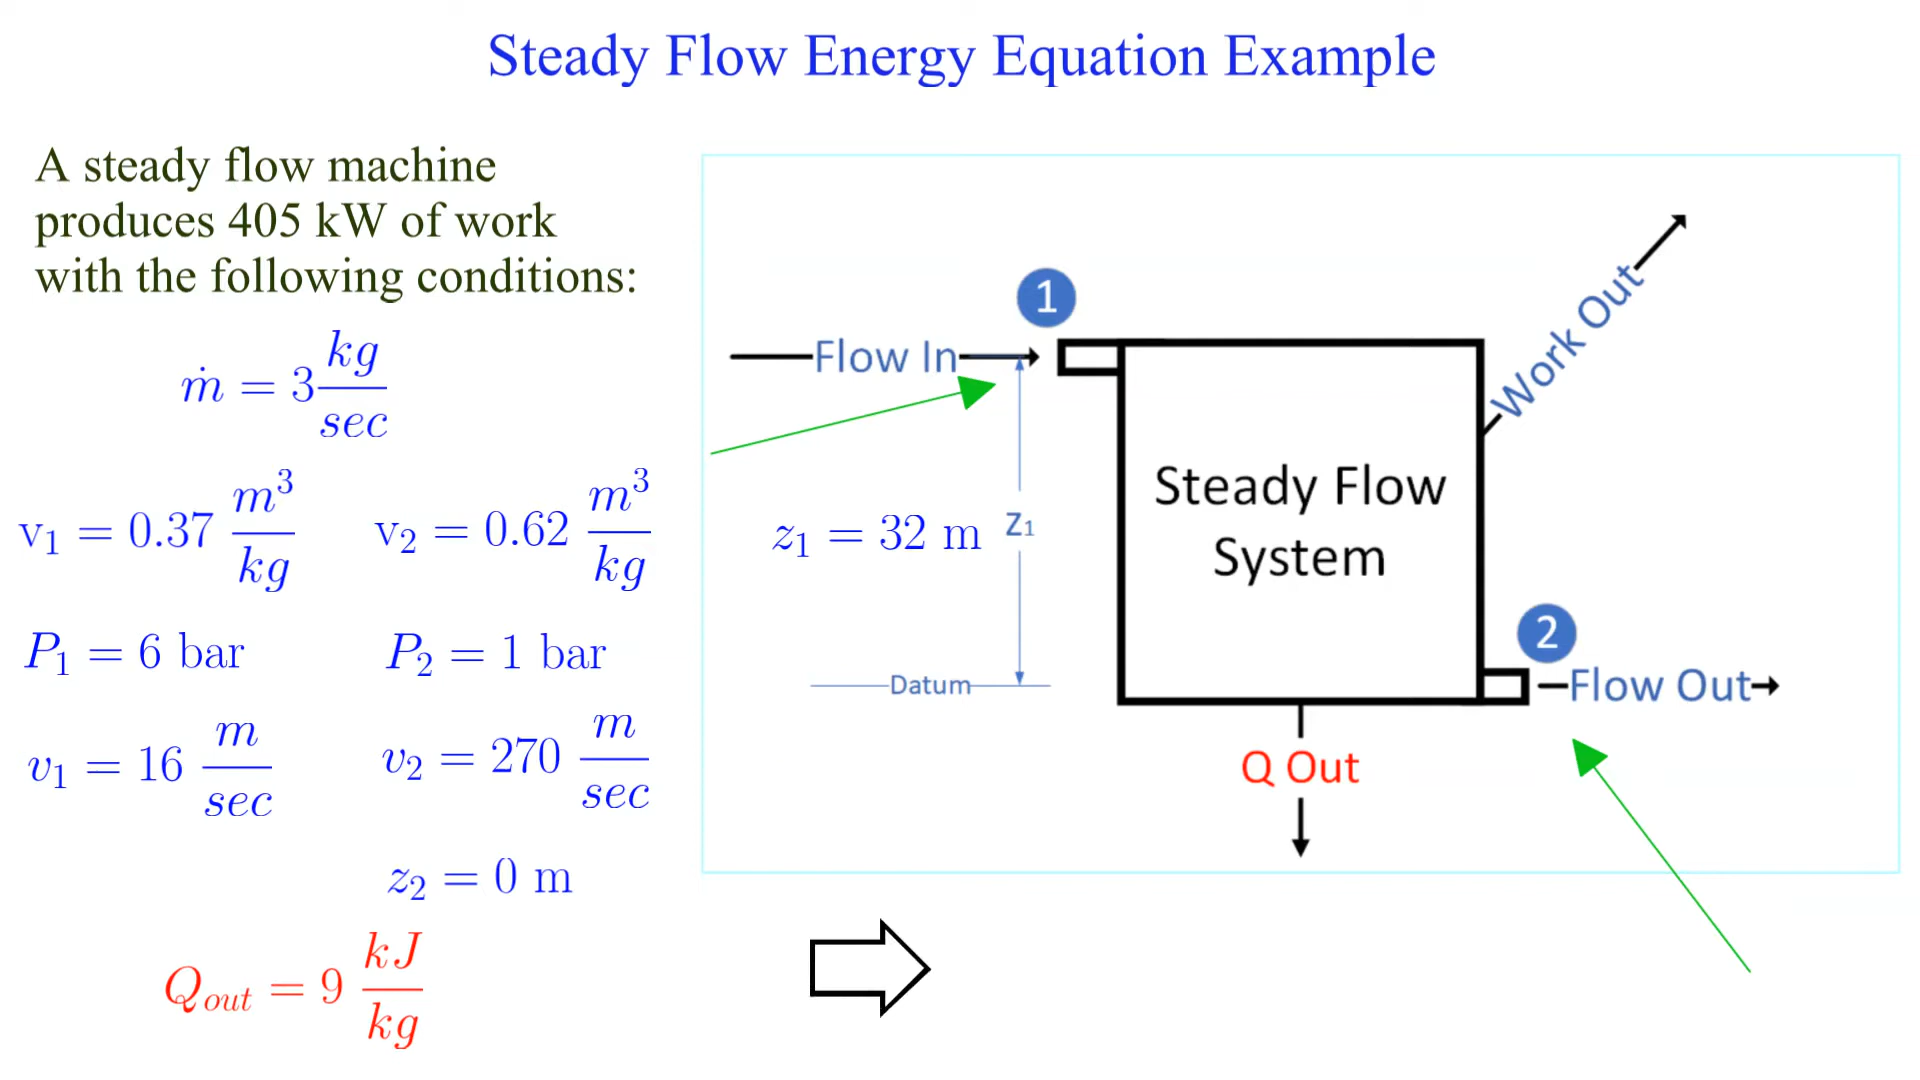 Steady Flow Energy Equation Example
A steady flow machine
produces 405 kW of work
with the following conditions:
ṁ = 3 kg/sec
v₁ = 0.37 m³/kg
v₂ = 0.62 m³/kg
P₁ = 6 bar
P₂ = 1 bar
v₁ = 16 m/sec
v₂ = 270 m/sec
z₂ = 0 m
Q_out = 9 kJ/kg
1
Flow In
z₁ = 32 m
Z₁
Datum
Steady Flow
System
Work Out
2
Flow Out
Q Out